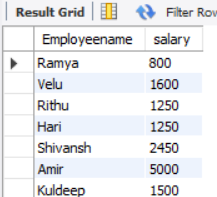 Result Grid Filter Rov
Employeename salary
Ramya 800
Velu 1600
Rithu 1250
Hari 1250
Shivansh 2450
Amir 5000
Kuldeep 1500